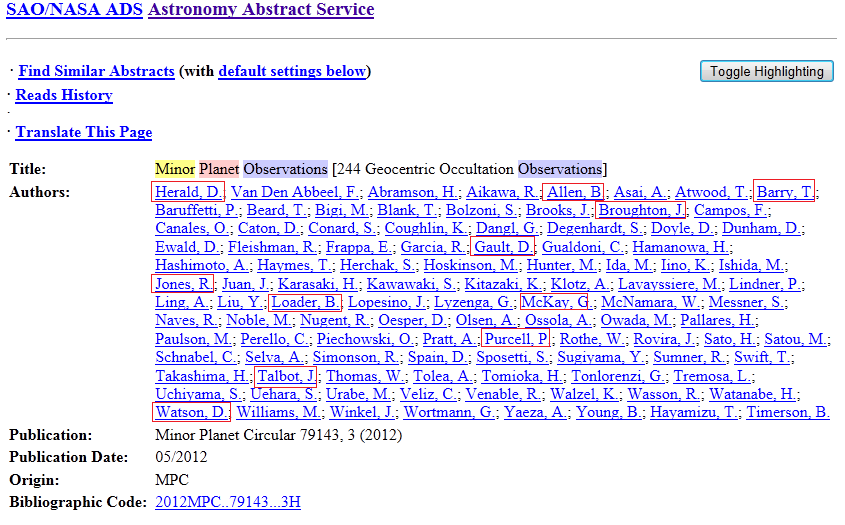 SAO/NASA ADS Astronomy Abstract Service
· Find Similar Abstracts (with default settings below)
Toggle Highlighting
· Reads History
·
· Translate This Page
Title: Minor Planet Observations [244 Geocentric Occultation Observations]
Authors: Herald, D.; Van Den Abbeel, F.; Abramson, H.; Aikawa, R.; Allen, B.; Asai, A.; Atwood, T.; Barry, T.;
Baruffetti, P.; Beard, T.; Bigi, M.; Blank, T.; Bolzoni, S.; Brooks, J.; Broughton, J.; Campos, F.;
Canales, O.; Caton, D.; Conard, S.; Coughlin, K.; Dangl, G.; Degenhardt, S.; Doyle, D.; Dunham, D.;
Ewald, D.; Fleishman, R.; Frappa, E.; Garcia, R.; Gault, D.; Gualdoni, C.; Hamanowa, H.;
Hashimoto, A.; Haymes, T.; Herchak, S.; Hoskinson, M.; Hunter, M.; Ida, M.; Iino, K.; Ishida, M.;
Jones, R.; Juan, J.; Karasaki, H.; Kawawaki, S.; Kitazaki, K.; Klotz, A.; Lavayssiere, M.; Lindner, P.;
Ling, A.; Liu, Y.; Loader, B.; Lopesino, J.; Lyzenga, G.; McKay, G.; McNamara, W.; Messner, S.;
Naves, R.; Noble, M.; Nugent, R.; Oesper, D.; Olsen, A.; Ossola, A.; Owada, M.; Pallares, H.;
Paulson, M.; Perello, C.; Piechowski, O.; Pratt, A.; Purcell, P.; Rothe, W.; Rovira, J.; Sato, H.; Satou, M.;
Schnabel, C.; Selva, A.; Simonson, R.; Spain, D.; Sposetti, S.; Sugiyama, Y.; Sumner, R.; Swift, T.;
Takashima, H.; Talbot, J.; Thomas, W.; Tolea, A.; Tomioka, H.; Tonlorenzi, G.; Tremosa, L.;
Uchiyama, S.; Uehara, S.; Urabe, M.; Veliz, C.; Venable, R.; Walzel, K.; Wasson, R.; Watanabe, H.;
Watson, D.; Williams, M.; Winkel, J.; Wortmann, G.; Yaeza, A.; Young, B.; Hayamizu, T.; Timerson, B.
Publication: Minor Planet Circular 79143, 3 (2012)
Publication Date: 05/2012
Origin: MPC
Bibliographic Code: 2012MPC..79143...3H